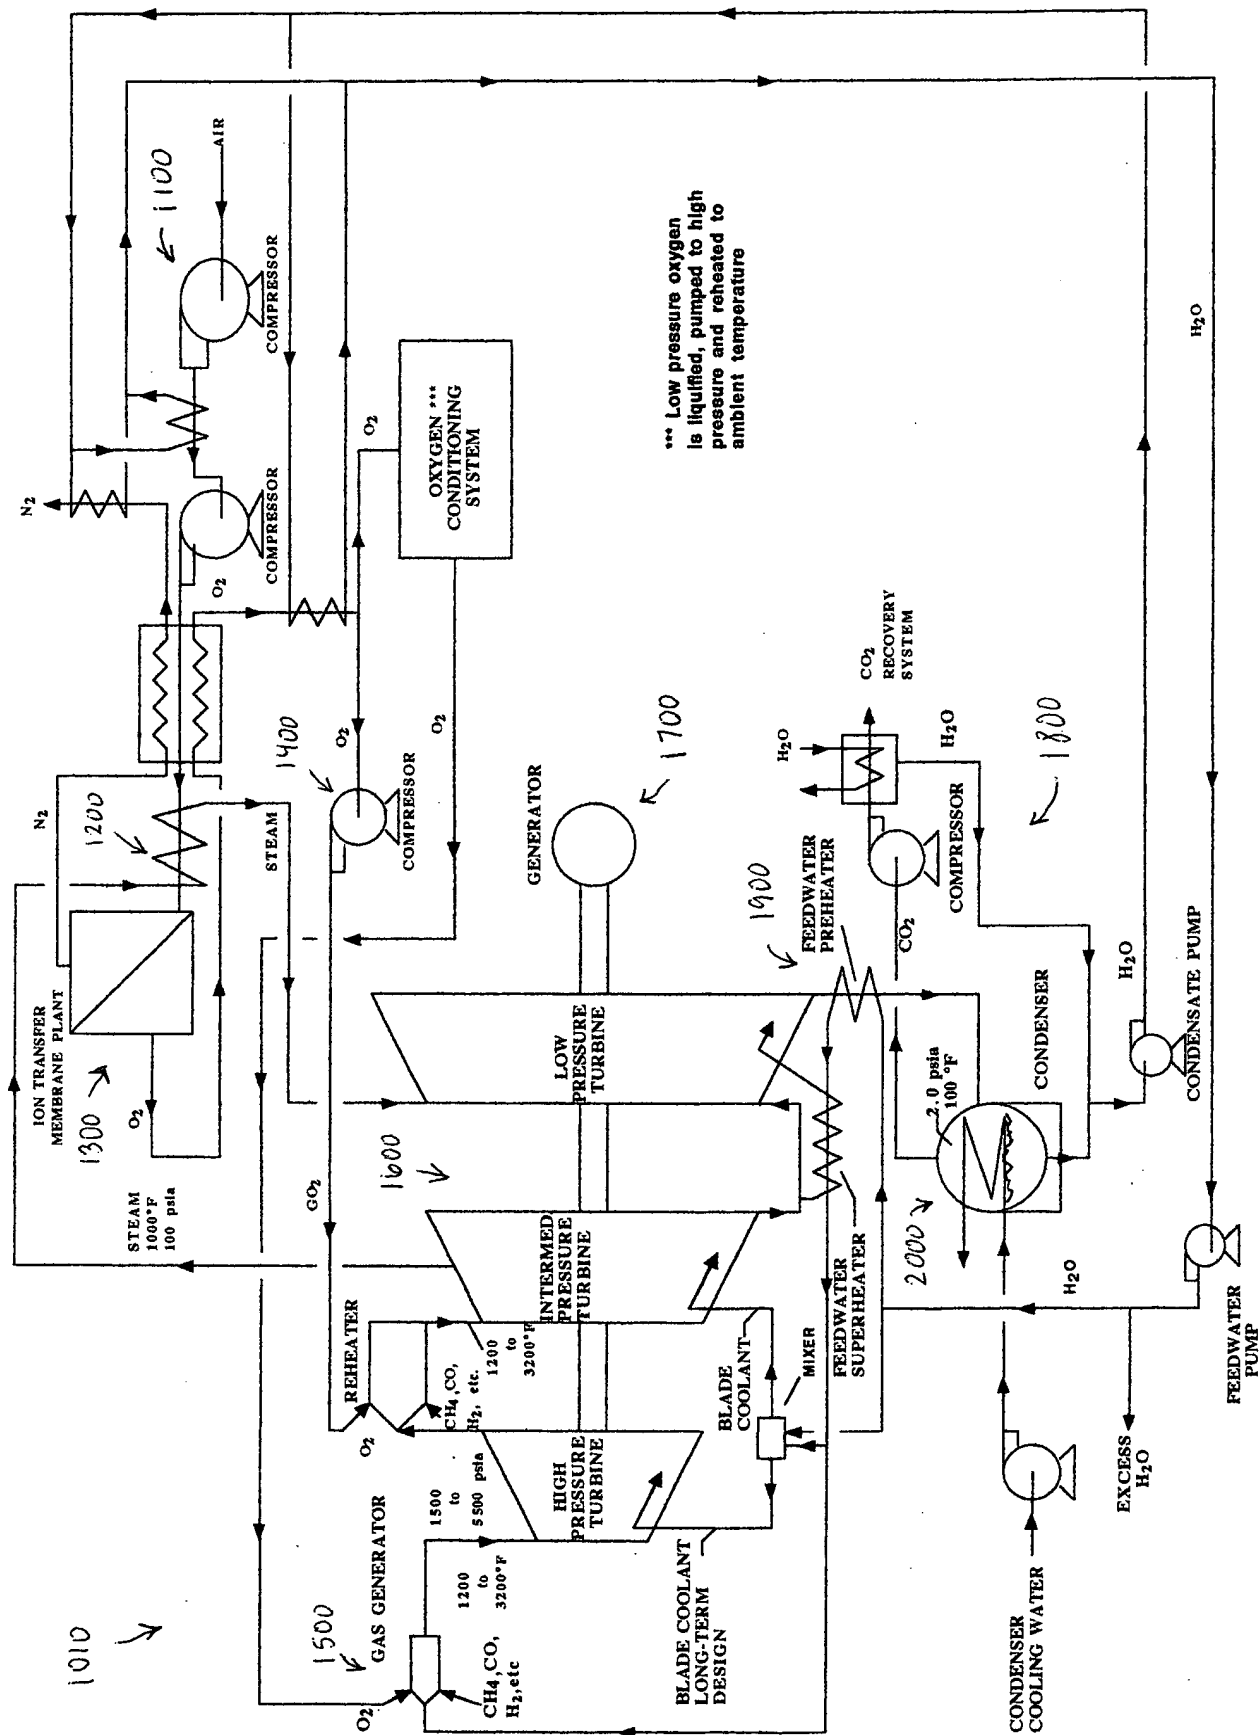 1010
AIR
1100
COMPRESSOR
COMPRESSOR
N2
O2
N2
1200
STEAM
ION TRANSFER
MEMBRANE PLANT
1300
O2
STEAM
1000°F
100 psia
O2
OXYGEN ***
CONDITIONING
SYSTEM
O2
O2
1400
COMPRESSOR
*** Low pressure oxygen
is liquified, pumped to high
pressure and reheated to
ambient temperature
GO2
1600
GENERATOR
1700
LOW
PRESSURE
TURBINE
INTERMED
PRESSURE
TURBINE
REHEATER
1200
to
3200°F
CH4,CO,
H2, etc.
O2
HIGH
PRESSURE
TURBINE
1500
to
5500 psia
1200
to
3200°F
GAS GENERATOR
1500
O2
CH4,CO,
H2,etc
BLADE COOLANT
LONG-TERM
DESIGN
BLADE
COOLANT
MIXER
FEEDWATER
SUPERHEATER
1900
FEEDWATER
PREHEATER
CO2
RECOVERY
SYSTEM
H2O
H2O
COMPRESSOR
CO2
1800
2.0 psia
100 °F
CONDENSER
2000
H2O
CONDENSATE PUMP
H2O
H2O
FEEDWATER
PUMP
EXCESS
H2O
CONDENSER
COOLING WATER